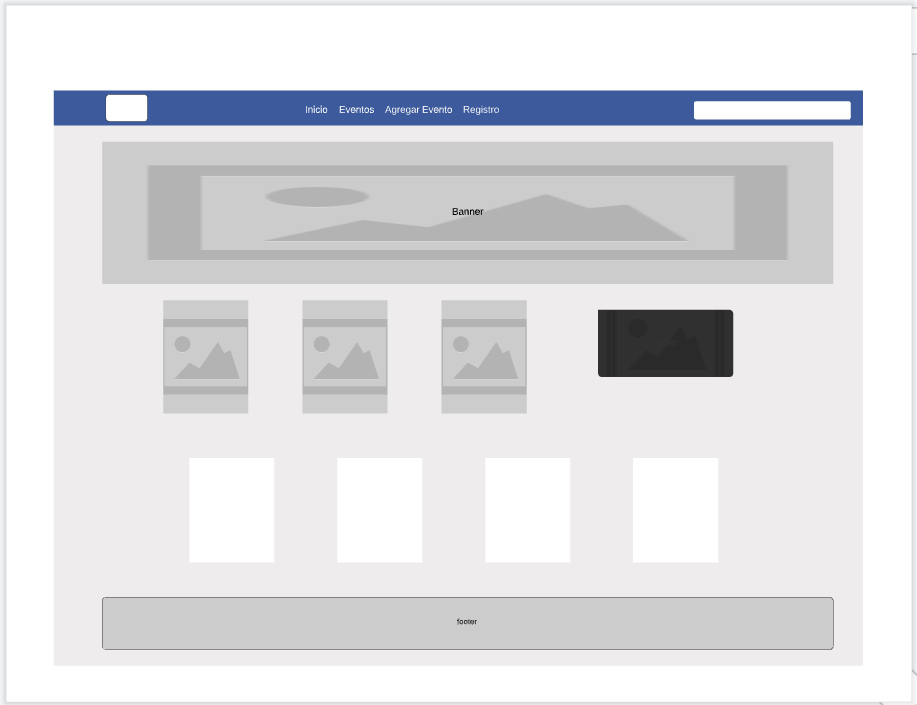 Inicio Eventos Agregar Evento Registro
Banner
footer